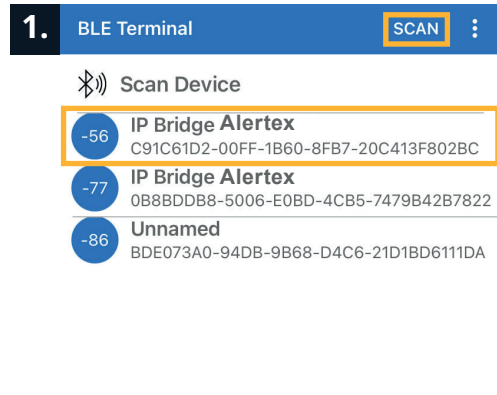 1.
BLE Terminal SCAN
Scan Device
-56
IP Bridge Alertex
C91C61D2-00FF-1B60-8FB7-20C413F802BC
-77
IP Bridge Alertex
0B8BDDB8-5006-E0BD-4CB5-7479B42B7822
-86
Unnamed
BDE073A0-94DB-9B68-D4C6-21D1BD6111DA